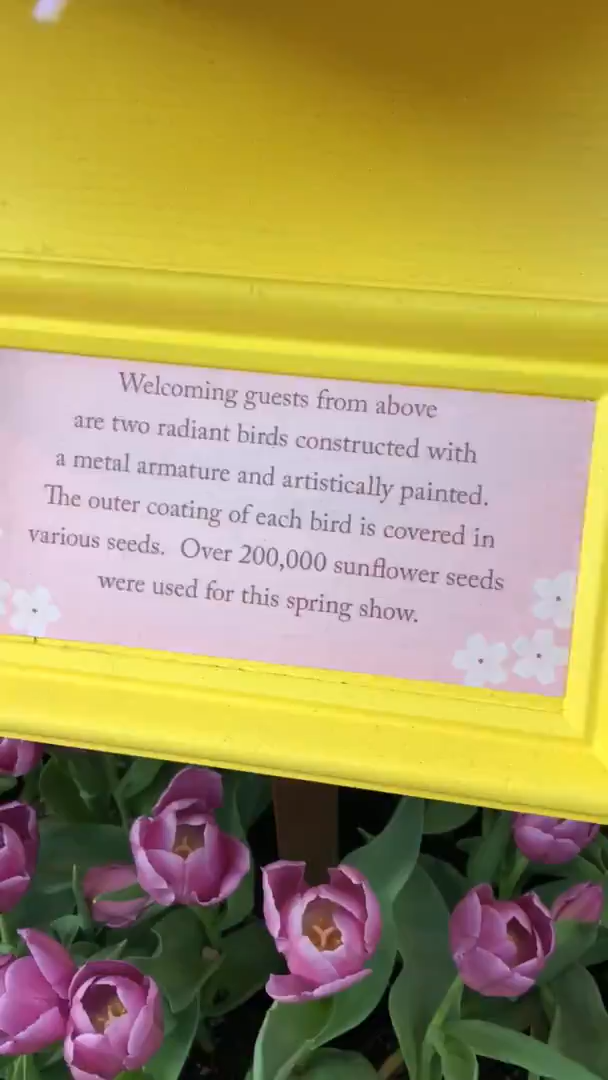 Welcoming guests from above
are two radiant birds constructed with
a metal armature and artistically painted.
The outer coating of each bird is covered in
various seeds. Over 200,000 sunflower seeds
were used for this spring show.